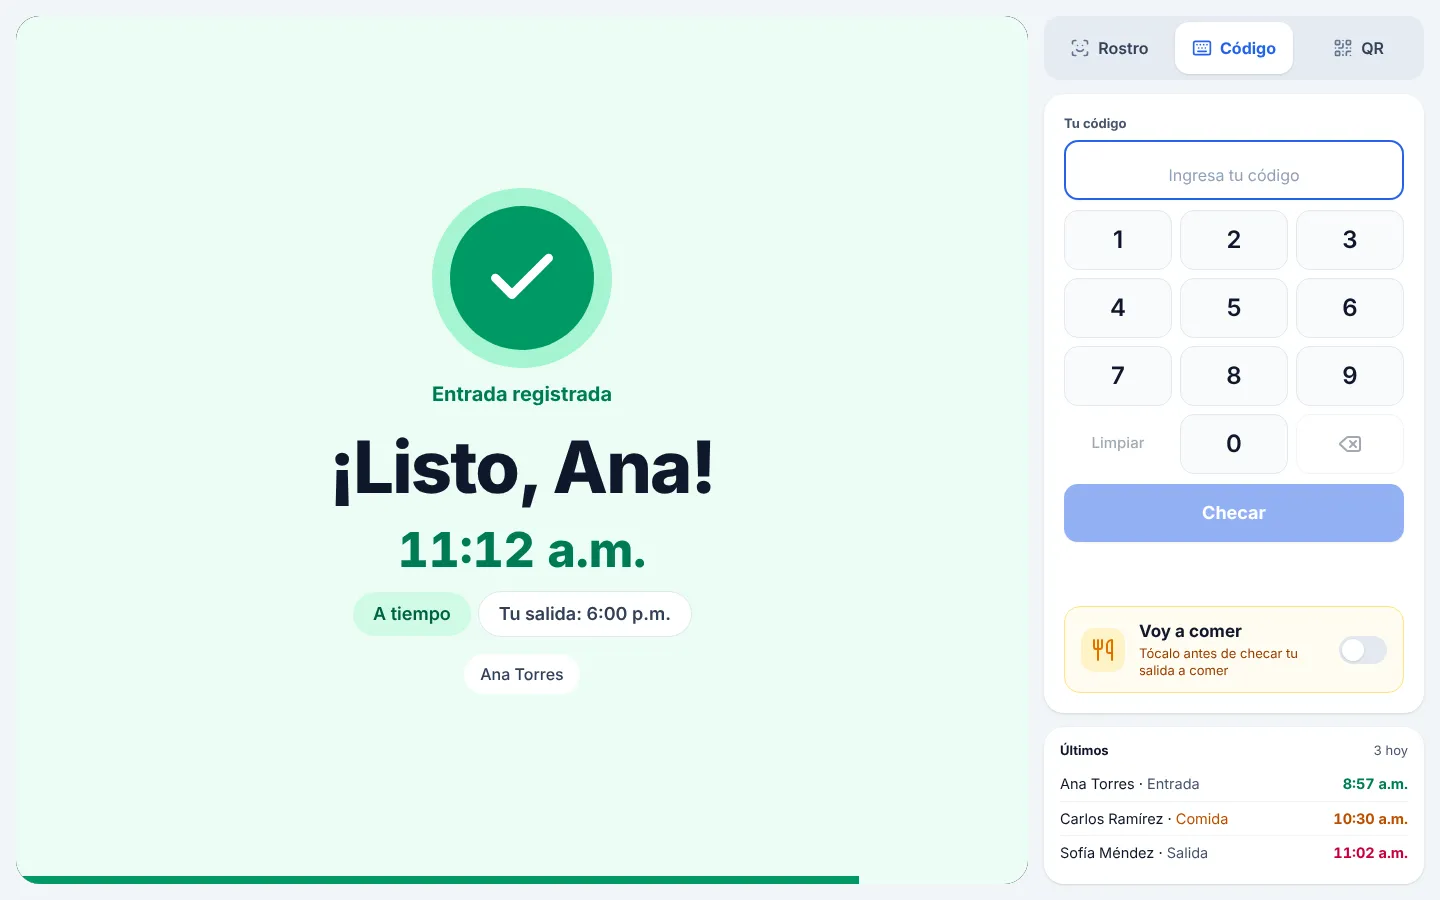 Entrada registrada
¡Listo, Ana!
11:12 a.m.
A tiempo
Tu salida: 6:00 p.m.
Ana Torres
Rostro
Código
QR
Tu código
Ingresa tu código
1 2 3
4 5 6
7 8 9
Limpiar 0
Checar
Voy a comer
Tócalo antes de checar tu
salida a comer
Últimos 3 hoy
Ana Torres · Entrada 8:57 a.m.
Carlos Ramírez · Comida 10:30 a.m.
Sofía Méndez · Salida 11:02 a.m.